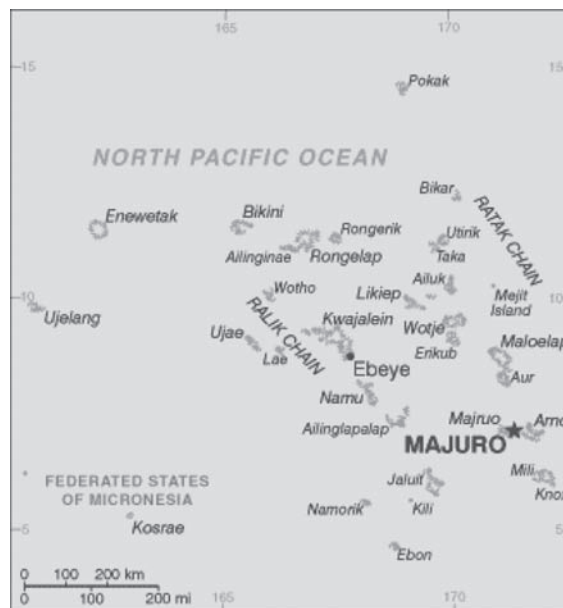 165
170
15
15
Pokak
NORTH PACIFIC OCEAN
Bikar
RATAK CHAIN
Enewetak
Bikini
Rongerik
Utirik
Ailinginae
Rongelap
Taka
Ailuk
10
Wotho
Likiep
Mejit
Island
10
Ujelang
RALIK CHAIN
Kwajalein
Wotje
Ujae
Lae
Erikub
Maloelap
Ebeye
Aur
Namu
Ailinglapalap
Majruo
Arno
MAJURO
FEDERATED STATES
OF MICRONESIA
Jaluit
Mili
Knox
Namorik
Kili
Kosrae
5
5
Ebon
0 100 200 km
0 100 200 mi
165
170